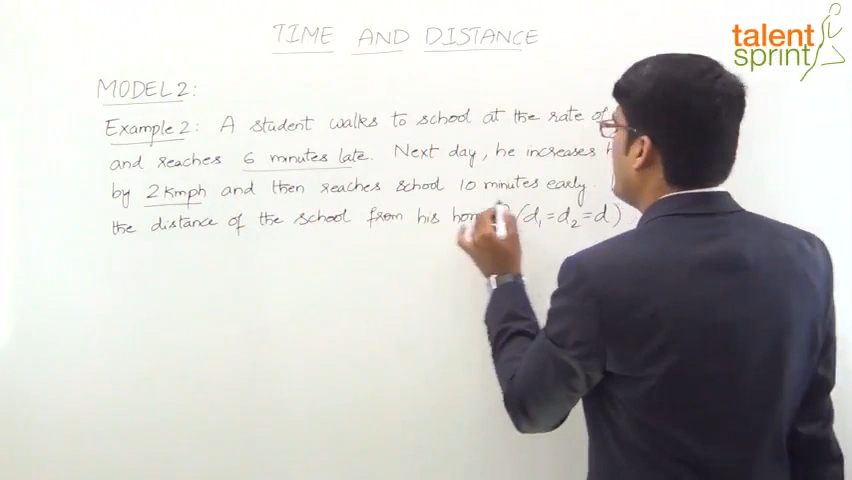 TIME AND DISTANCE
talent
sprint
MODEL 2:
Example 2: A student walks to school at the rate of
and reaches 6 minutes late. Next day, he increases
by 2 Kmph and then reaches school 10 minutes early.
the distance of the school from his (d₁=d₂=d)